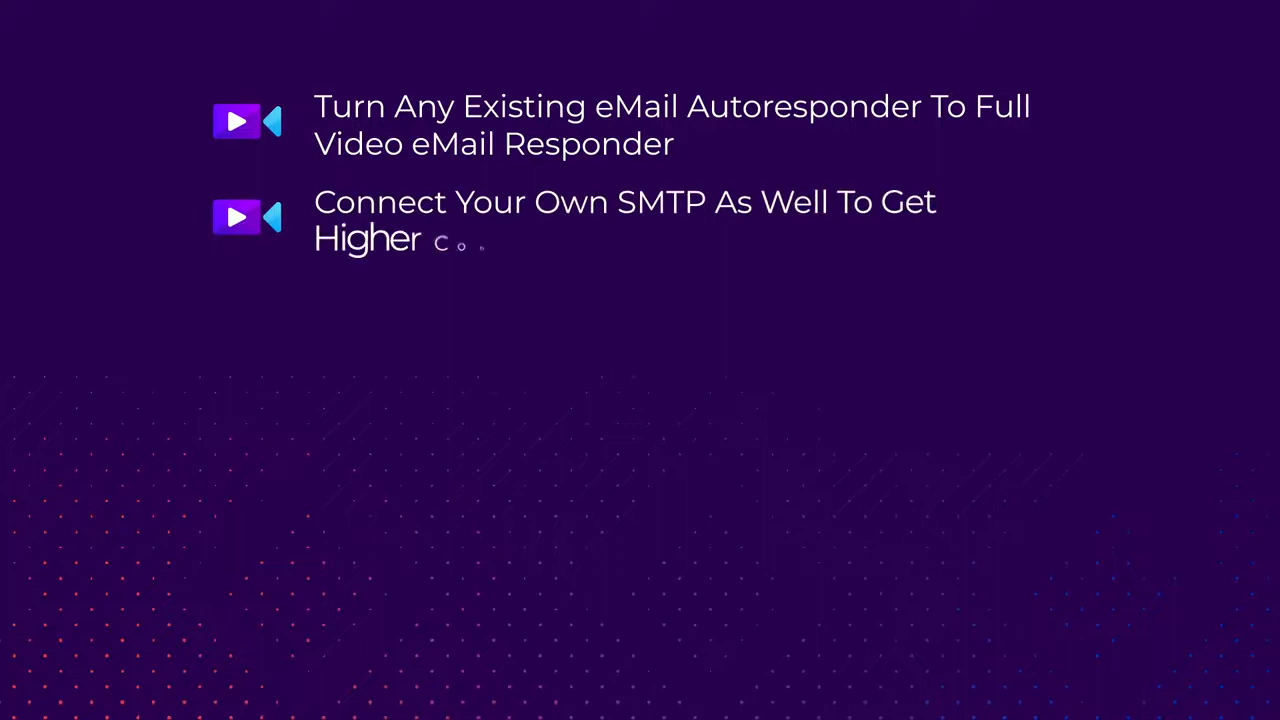 Turn Any Existing eMail Autoresponder To Full
Video eMail Responder
Connect Your Own SMTP As Well To Get
Higher